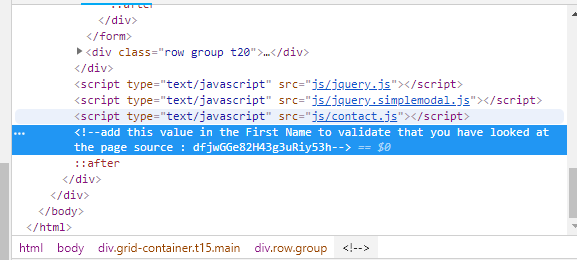 ::after
</div>
</form>
<div class="row group t20">…</div>
</div>
<script type="text/javascript" src="js/jquery.js"></script>
<script type="text/javascript" src="js/jquery.simplemodal.js"></script>
<script type="text/javascript" src="js/contact.js"></script>
… <!--add this value in the First Name to validate that you have looked at
the page source : dfjwGGe82H43g3uRiy53h--> == $0
::after
</div>
</div>
</body>
</html>
html body div.grid-container.t15.main div.row.group <!-->